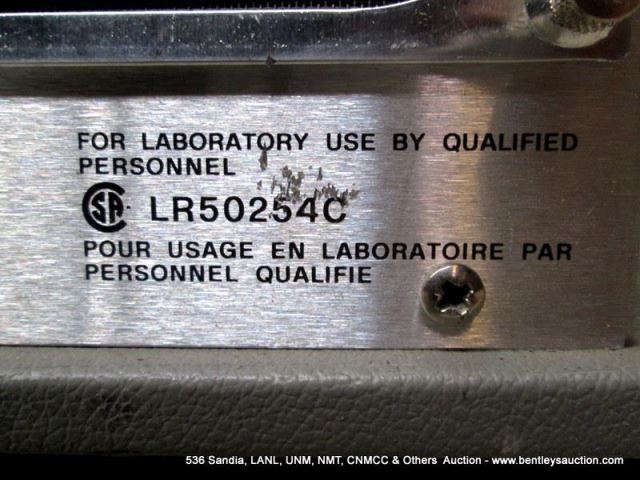 FOR LABORATORY USE BY QUALIFIED
PERSONNEL
CSA LR50254C
POUR USAGE EN LABORATOIRE PAR
PERSONNEL QUALIFIE
536 Sandia, LANL, UNM, NMT, CNMCC & Others Auction - www.bentleysauction.com